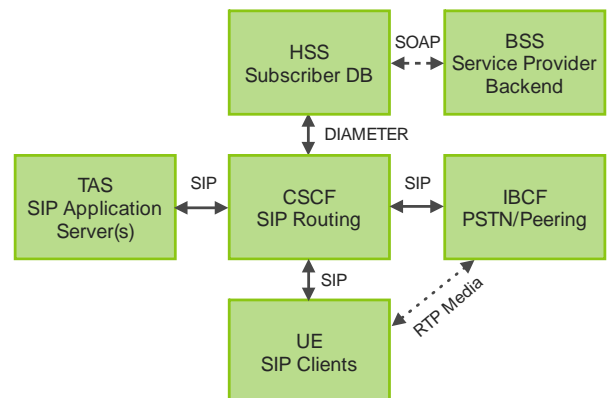 HSS
Subscriber DB
SOAP
BSS
Service Provider
Backend
DIAMETER
TAS
SIP Application
Server(s)
SIP
CSCF
SIP Routing
SIP
IBCF
PSTN/Peering
SIP
RTP Media
UE
SIP Clients